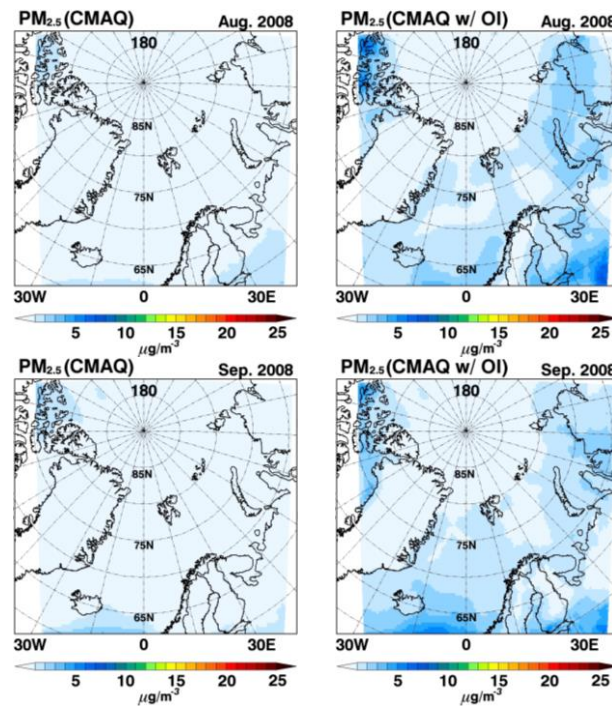 PM2.5 (CMAQ) Aug. 2008
180
85N
75N
65N
30W 0 30E
5 10 15 20 25
μg/m-3
PM2.5 (CMAQ w/ OI) Aug. 2008
180
85N
75N
65N
30W 0 30E
5 10 15 20 25
μg/m-3
PM2.5 (CMAQ) Sep. 2008
180
85N
75N
65N
30W 0 30E
5 10 15 20 25
μg/m-3
PM2.5 (CMAQ w/ OI) Sep. 2008
180
85N
75N
65N
30W 0 30E
5 10 15 20 25
μg/m-3